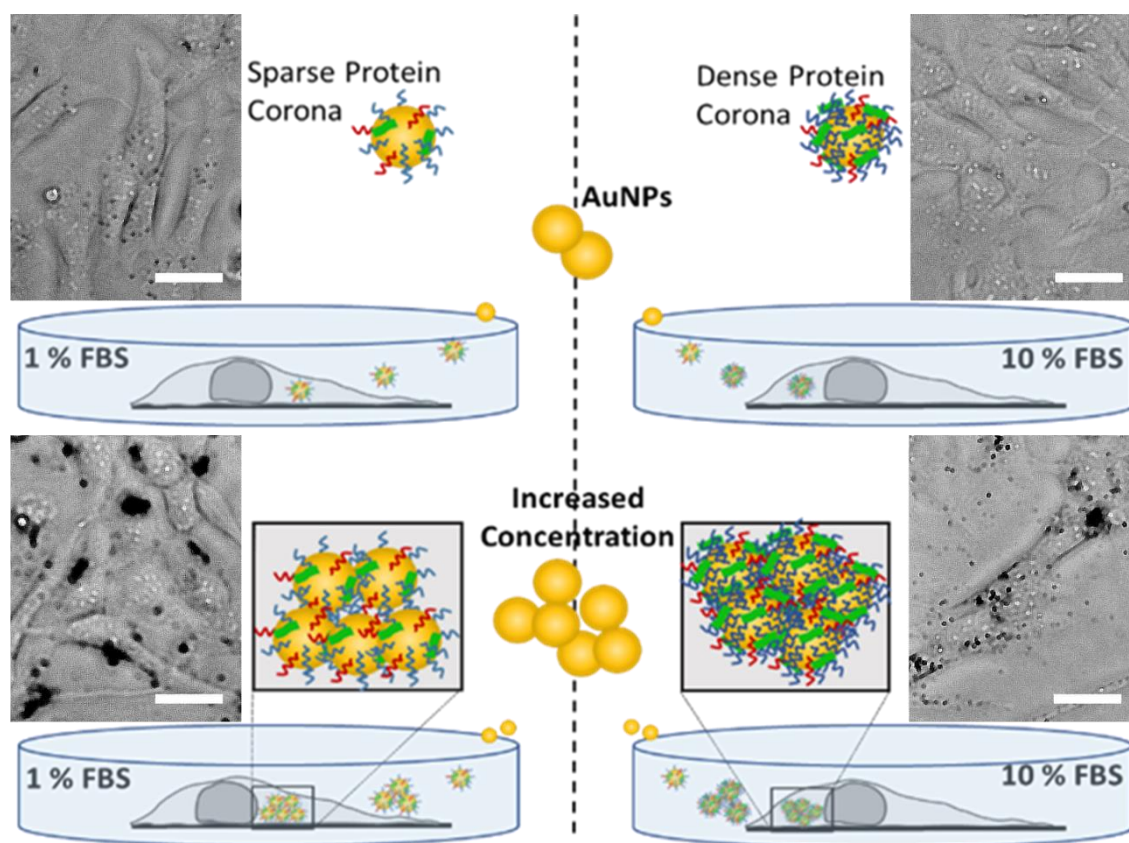 Sparse Protein
Corona
Dense Protein
Corona
AuNPs
1 % FBS
10 % FBS
Increased
Concentration
1 % FBS
10 % FBS